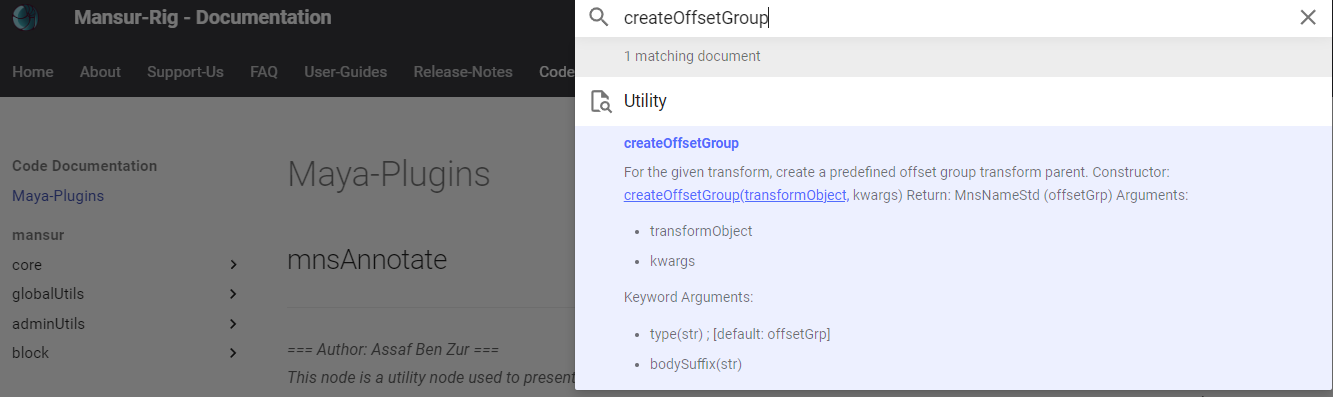 Mansur-Rig - Documentation
Home About Support-Us FAQ User-Guides Release-Notes Code
Code Documentation
Maya-Plugins
mansur
core
globalUtils
adminUtils
block
Maya-Plugins
mnsAnnotate
=== Author: Assaf Ben Zur ===
This node is a utility node used to present
createOffsetGroup
1 matching document
Utility
createOffsetGroup
For the given transform, create a predefined offset group transform parent. Constructor:
createOffsetGroup(transformObject, kwargs) Return: MnsNameStd (offsetGrp) Arguments:
• transformObject
• kwargs
Keyword Arguments:
• type(str) ; [default: offsetGrp]
• bodySuffix(str)